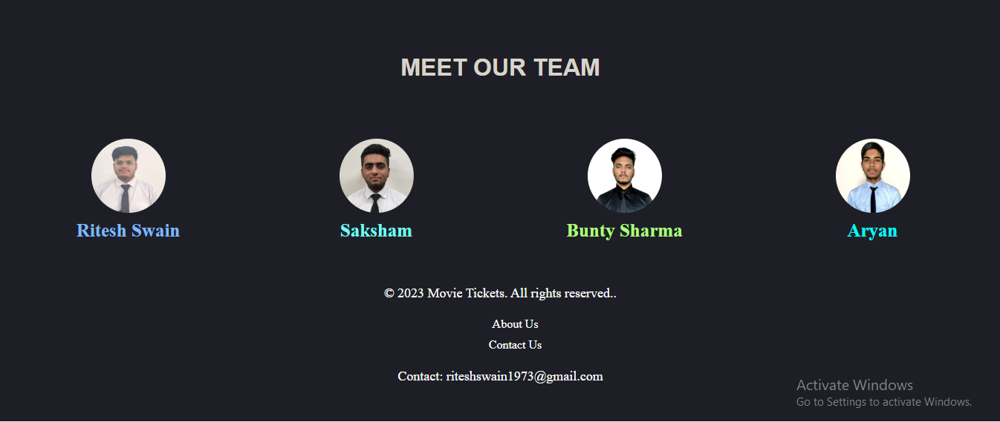 MEET OUR TEAM
Ritesh Swain Saksham Bunty Sharma Aryan
© 2023 Movie Tickets. All rights reserved..
About Us
Contact Us
Contact: riteshswain1973@gmail.com
Activate Windows
Go to Settings to activate Windows.